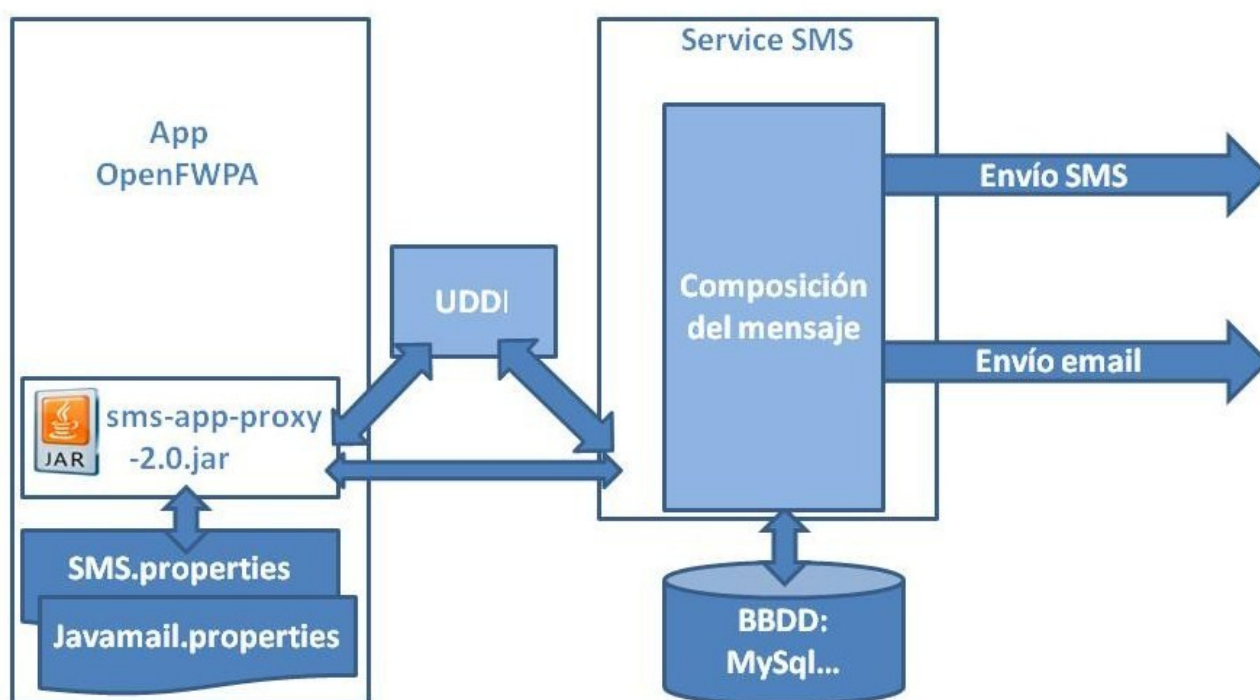 App
OpenFWPA
sms-app-proxy
-2.0.jar
JAR
SMS.properties
Javamail.properties
UDDI
Service SMS
Composición
del mensaje
Envío SMS
Envío email
BBDD:
MySql...